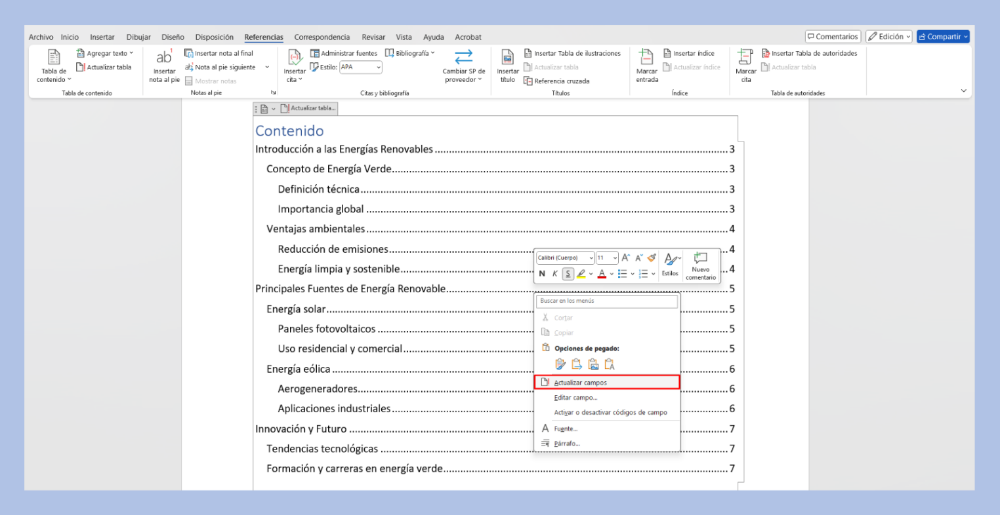 Archivo Inicio Insertar Dibujar Diseño Disposición Referencias Correspondencia Revisar Vista Ayuda Acrobat Comentarios Edición Compartir
Tabla de contenido
Agregar texto
Actualizar tabla
Tabla de contenido
ab1
Insertar nota al pie
Insertar nota al final
Nota al pie siguiente
Mostrar notas
Notas al pie
Insertar cita
Administrar fuentes
Estilo: APA
Bibliografía
Citas y bibliografía
Cambiar SP de proveedor
Insertar título
Insertar Tabla de ilustraciones
Actualizar tabla
Referencia cruzada
Títulos
Marcar entrada
Insertar índice
Actualizar índice
Índice
Marcar cita
Insertar Tabla de autoridades
Actualizar tabla
Tabla de autoridades
Actualizar tabla...
Contenido
Introducción a las Energías Renovables 3
Concepto de Energía Verde 3
Definición técnica 3
Importancia global 3
Ventajas ambientales 4
Reducción de emisiones 4
Energía limpia y sostenible 4
Principales Fuentes de Energía Renovable 5
Energía solar 5
Paneles fotovoltaicos 5
Uso residencial y comercial 5
Energía eólica 6
Aerogeneradores 6
Aplicaciones industriales 6
Innovación y Futuro 7
Tendencias tecnológicas 7
Formación y carreras en energía verde 7
Calibri (Cuerpo) 11 A A
N K S A Estilos
Nuevo comentario
Buscar en los menús
Cortar
Copiar
Opciones de pegado:
Actualizar campos
Editar campo...
Activar o desactivar códigos de campo
A Fuente...
Párrafo...